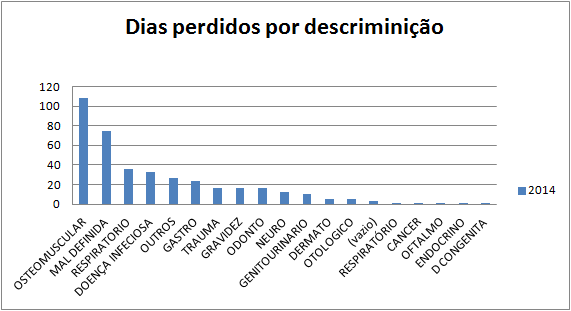 Dias perdidos por descriminição
120
100
80
60
40
20
0
OSTEOMUSCULAR
MAL DEFINIDA
RESPIRATORIO
DOENÇA INFECIOSA
OUTROS
GASTRO
TRAUMA
GRAVIDEZ
ODONTO
NEURO
GENITOURINARIO
DERMATO
OTOLOGICO
(vazio)
RESPIRATÓRIO
CANCER
OFTALMO
ENDOCRINO
D CONGENITA
2014